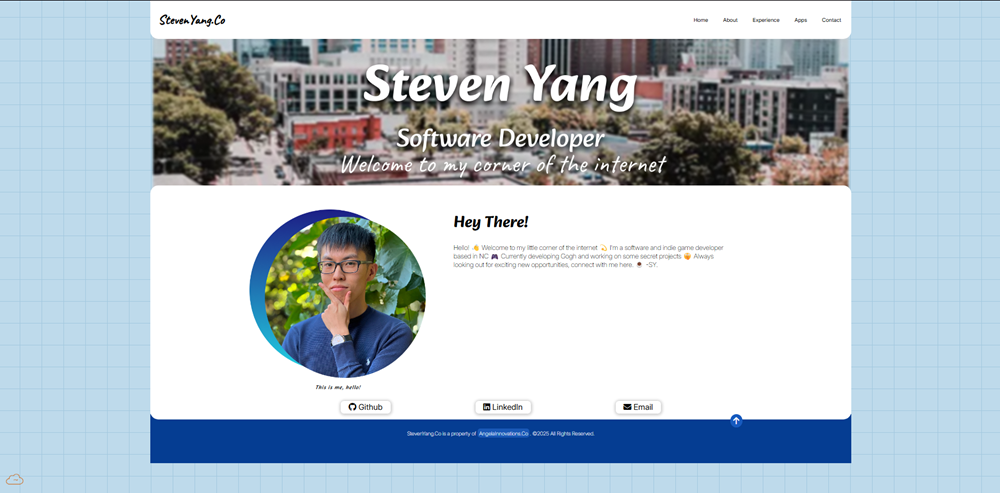 StevenYang.Co
Home About Experience Apps Contact
Steven Yang
Software Developer
Welcome to my corner of the internet
Hey There!
Hello! 👋 Welcome to my little corner of the internet 💫 I'm a software and indie game developer
based in NC 🎮 Currently developing Gogh and working on some secret projects 🤫 Always
looking out for exciting new opportunities, connect with me here. -SY.
This is me, hello!
Github LinkedIn Email
StevenYang.Co is a property of AngelsInnovations.Co . ©2025 All Rights Reserved.